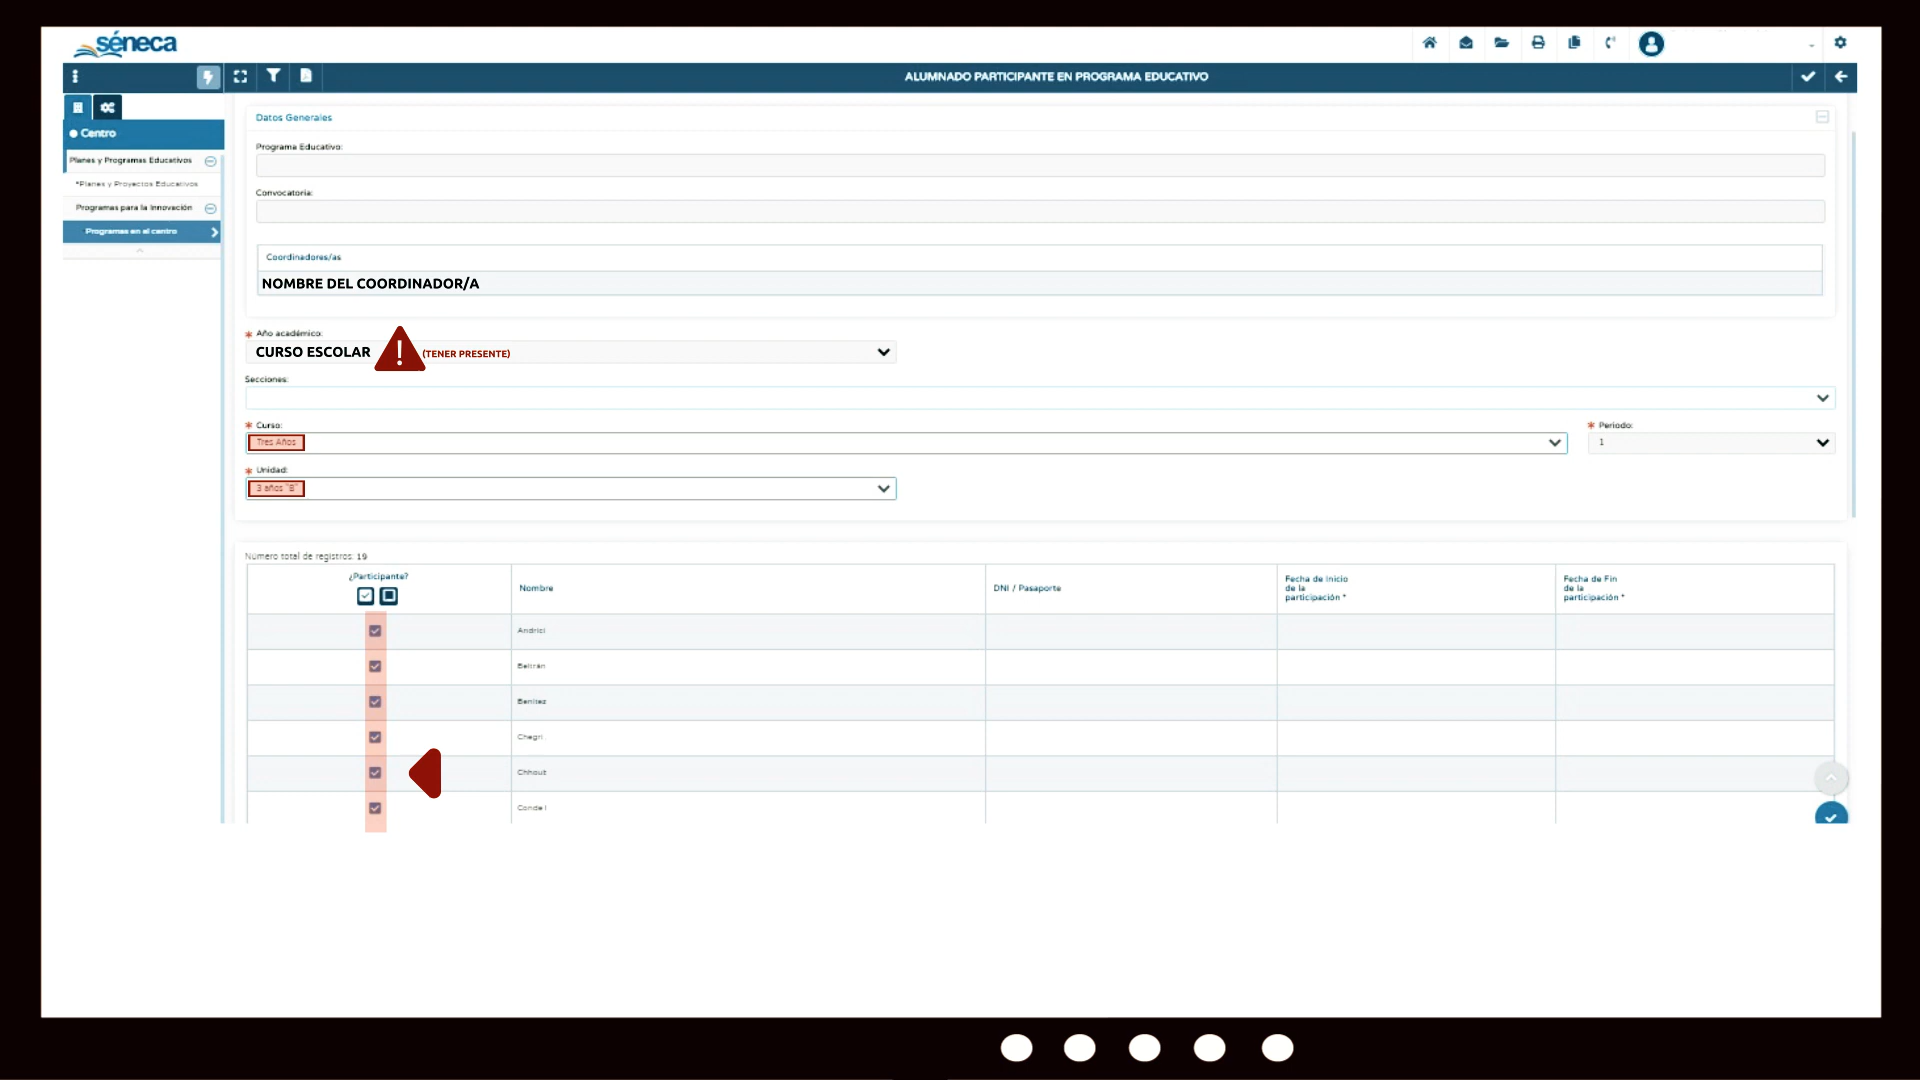 séneca
ALUMNADO PARTICIPANTE EN PROGRAMA EDUCATIVO
Centro
Planes y Programas Educativos
*Planes y Proyectos Educativos
Programas para la Innovación
Programas en el centro
Datos Generales
Programa Educativo:
Convocatoria:
Coordinadores/as
NOMBRE DEL COORDINADOR/A
* Año académico:
CURSO ESCOLAR ! (TENER PRESENTE)
Secciones:
* Curso: * Periodo:
Tres Años 1
* Unidad:
3 años "B"
Número total de registros: 19
¿Participante?
Nombre
DNI / Pasaporte
Fecha de Inicio
de la
participación *
Fecha de Fin
de la
participación *
Andrici
Beltrán
Benítez
Chegri
Chhout
Conde